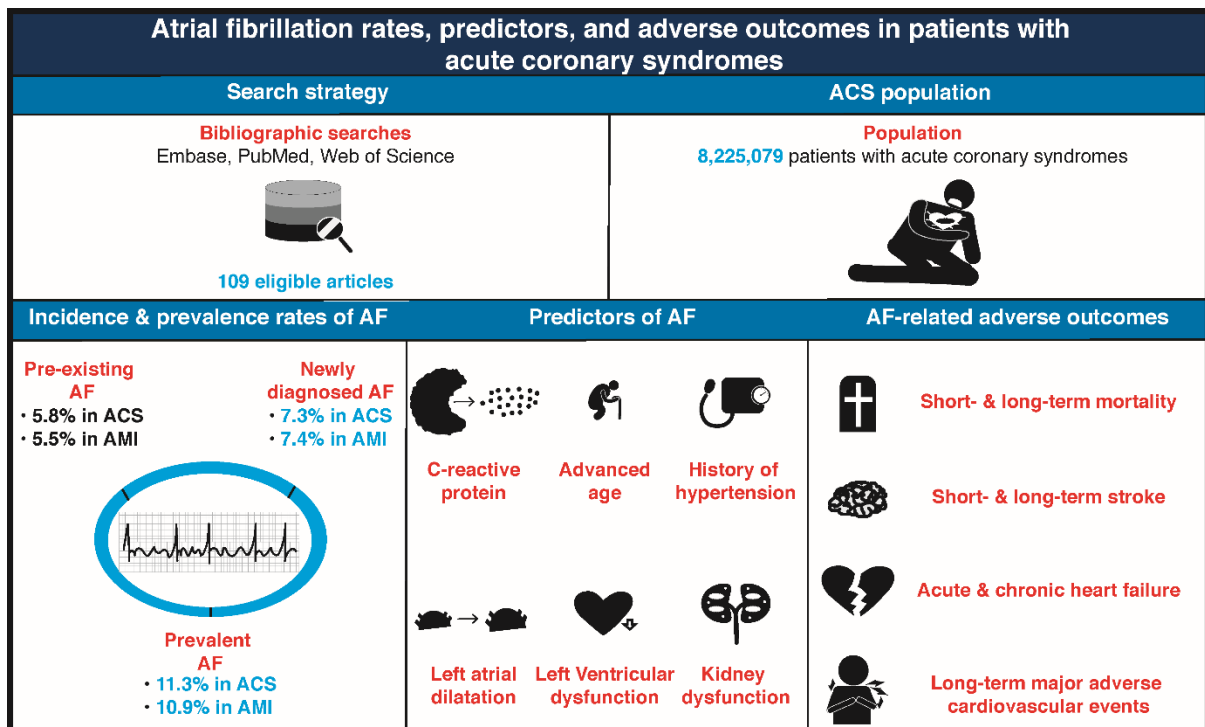 Atrial fibrillation rates, predictors, and adverse outcomes in patients with
acute coronary syndromes
Search strategy
Bibliographic searches
Embase, PubMed, Web of Science
109 eligible articles
ACS population
Population
8,225,079 patients with acute coronary syndromes
Incidence & prevalence rates of AF
Pre-existing
AF
· 5.8% in ACS
· 5.5% in AMI
Newly
diagnosed AF
· 7.3% in ACS
· 7.4% in AMI
Prevalent
AF
· 11.3% in ACS
· 10.9% in AMI
Predictors of AF
C-reactive
protein
Advanced
age
History of
hypertension
Left atrial
dilatation
Left Ventricular
dysfunction
Kidney
dysfunction
AF-related adverse outcomes
Short- & long-term mortality
Short- & long-term stroke
Acute & chronic heart failure
Long-term major adverse
cardiovascular events